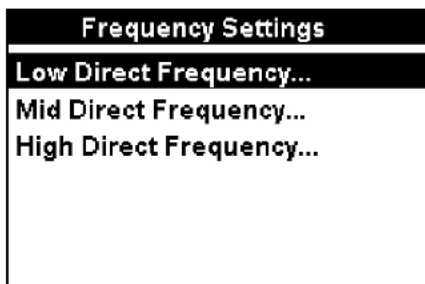 Frequency Settings
Low Direct Frequency...
Mid Direct Frequency...
High Direct Frequency...